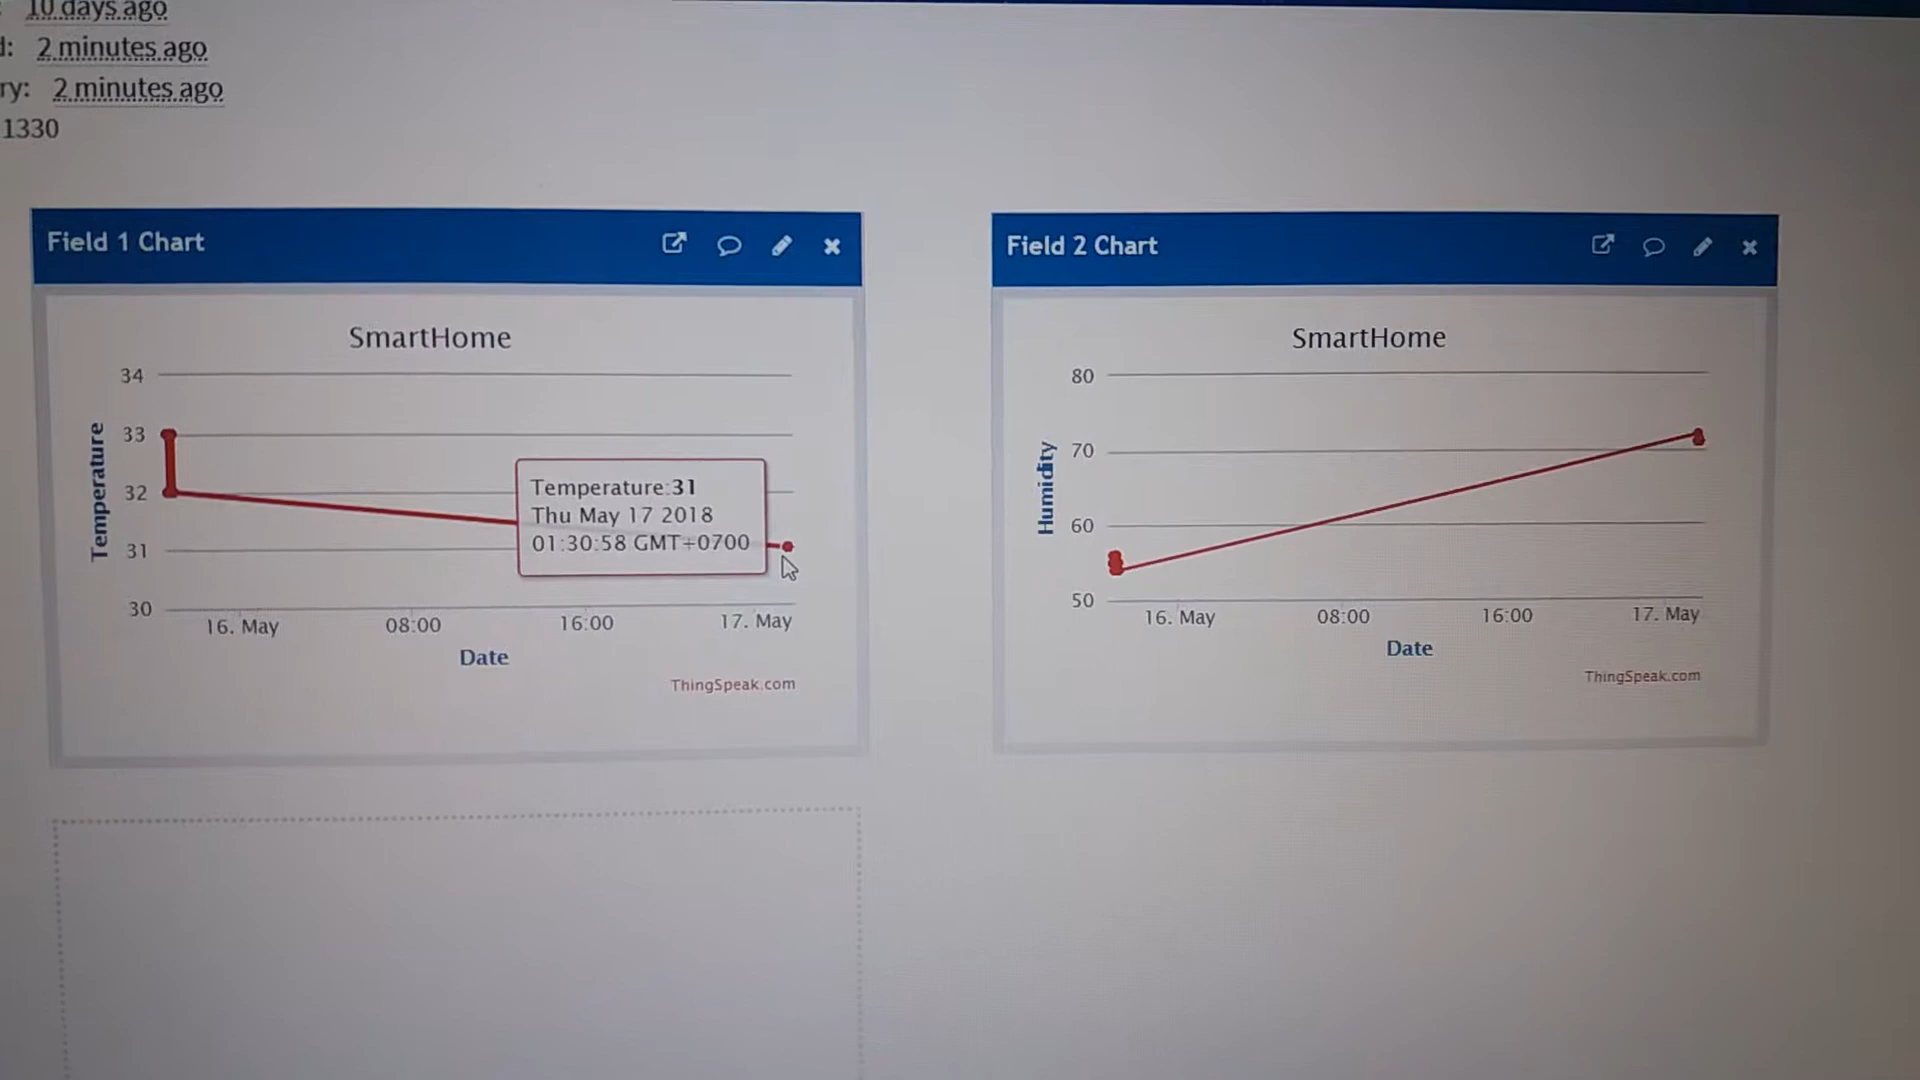 10 days ago
d: 2 minutes ago
ry: 2 minutes ago
1330
Field 1 Chart
SmartHome
34
33
32
31
30
Temperature
Temperature:31
Thu May 17 2018
01:30:58 GMT+0700
16. May 08:00 16:00 17. May
Date
ThingSpeak.com
Field 2 Chart
SmartHome
80
70
60
50
Humidity
16. May 08:00 16:00 17. May
Date
ThingSpeak.com